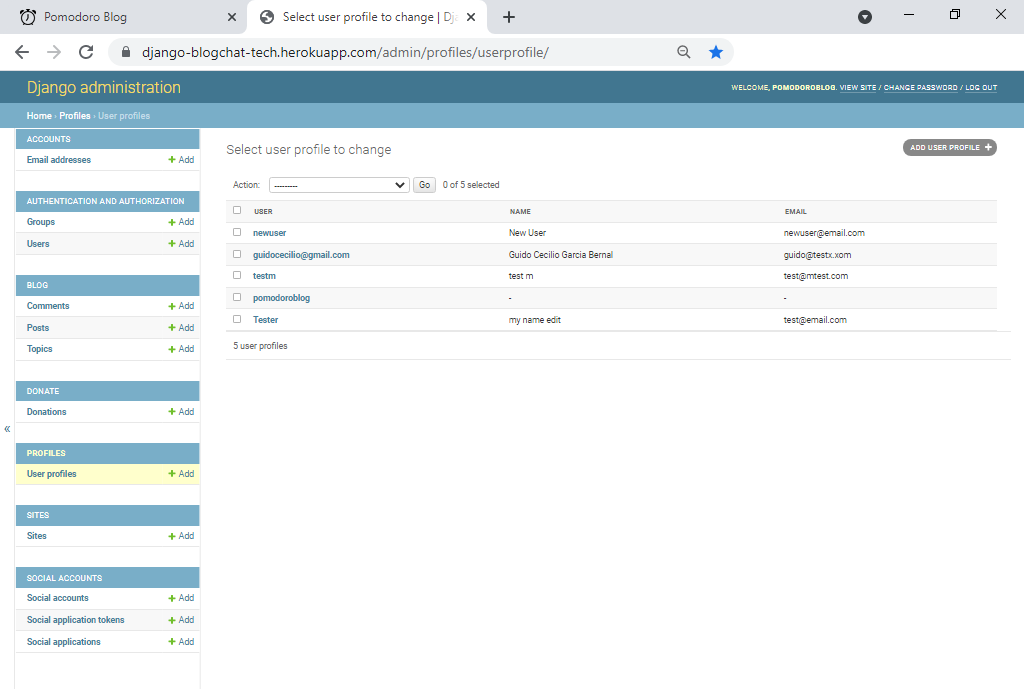 Pomodoro Blog
Select user profile to change | Dj
django-blogchat-tech.herokuapp.com/admin/profiles/userprofile/
Django administration
WELCOME, POMODOROBLOG. VIEW SITE / CHANGE PASSWORD / LOG OUT
Home › Profiles › User profiles
ACCOUNTS
Email addresses + Add
AUTHENTICATION AND AUTHORIZATION
Groups + Add
Users + Add
BLOG
Comments + Add
Posts + Add
Topics + Add
DONATE
Donations + Add
«
PROFILES
User profiles + Add
SITES
Sites + Add
SOCIAL ACCOUNTS
Social accounts + Add
Social application tokens + Add
Social applications + Add
Select user profile to change
ADD USER PROFILE +
Action: --------- Go 0 of 5 selected
USER NAME EMAIL
newuser New User newuser@email.com
guidocecilio@gmail.com Guido Cecilio Garcia Bernal guido@testx.xom
testm test m test@mtest.com
pomodoroblog - -
Tester my name edit test@email.com
5 user profiles